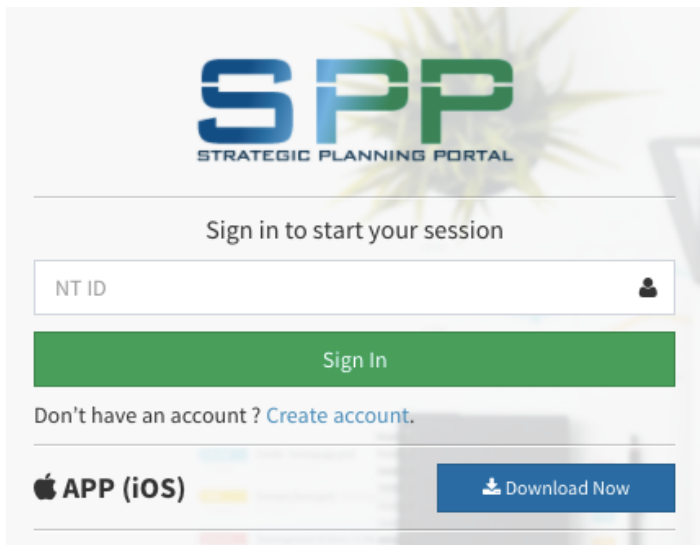 SPP
STRATEGIC PLANNING PORTAL
Sign in to start your session
NT ID
Sign In
Don't have an account ? Create account.
APP (iOS)
Download Now